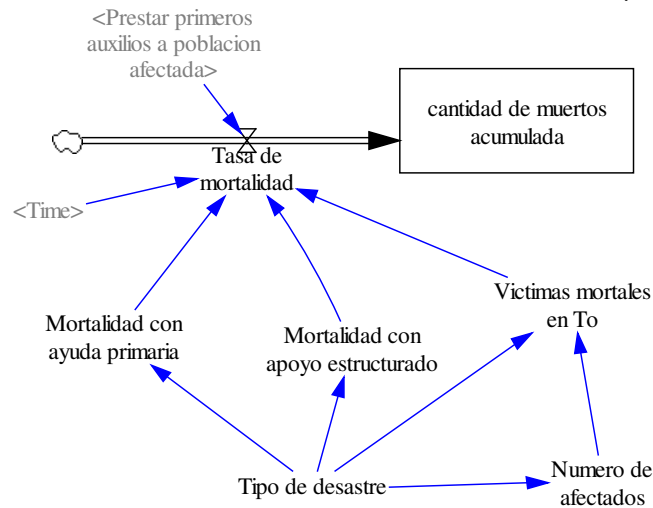 <Prestar primeros
auxilios a poblacion
afectada>
cantidad de muertos
acumulada
Tasa de
mortalidad
<Time>
Victimas mortales
en To
Mortalidad con
ayuda primaria
Mortalidad con
apoyo estructurado
Tipo de desastre
Numero de
afectados